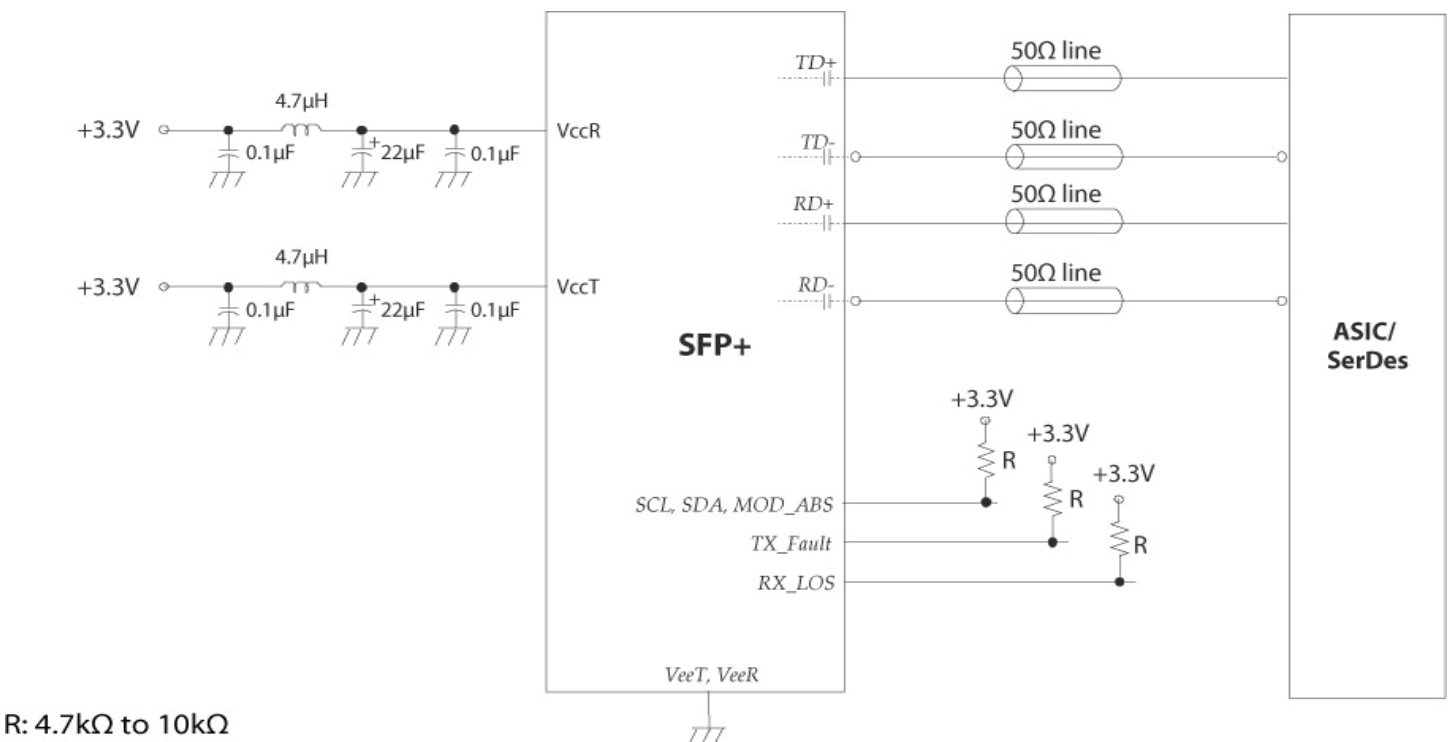 TD+
50Ω line
4.7μH
+3.3V
VccR
0.1μF
+
22μF
0.1μF
TD-
50Ω line
RD+
50Ω line
4.7μH
+3.3V
VccT
0.1μF
+
22μF
0.1μF
RD-
50Ω line
SFP+
ASIC/
SerDes
+3.3V
R
+3.3V
R
+3.3V
R
SCL, SDA, MOD_ABS
TX_Fault
RX_LOS
VeeT, VeeR
R: 4.7kΩ to 10kΩ